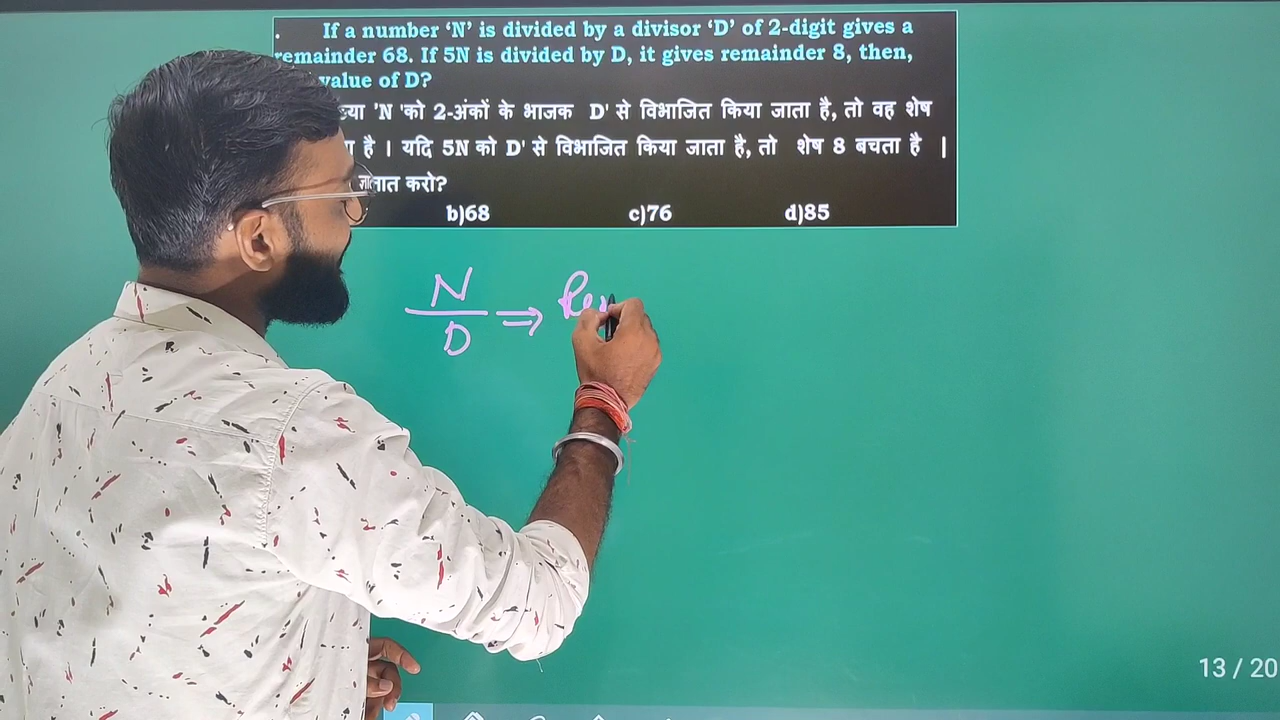 . If a number ‘N’ is divided by a divisor ‘D’ of 2-digit gives a
remainder 68. If 5N is divided by D, it gives remainder 8, then,
value of D?
'N 'को 2-अंकों के भाजक D' से विभाजित किया जाता है, तो वह शेष
है । यदि 5N को D' से विभाजित किया जाता है, तो शेष 8 बचता है |
ज्ञात करो?
b)68 c)76 d)85
N
D
⇒
13 / 20